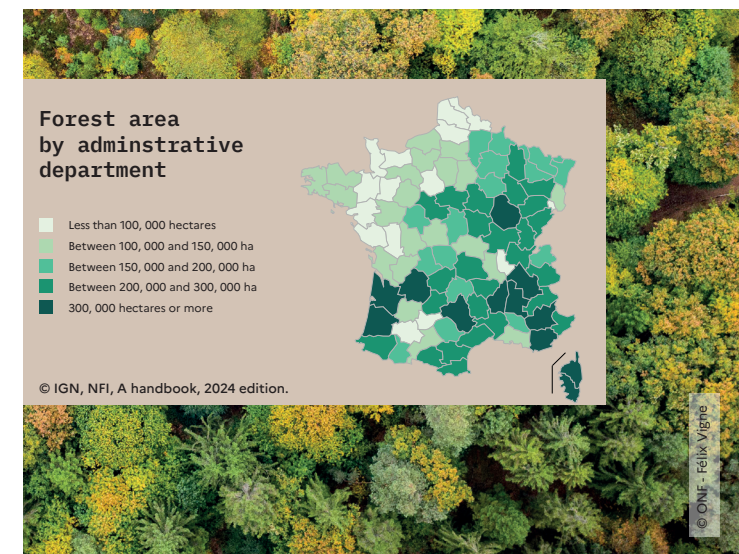 Forest area
by adminstrative
department
Less than 100, 000 hectares
Between 100, 000 and 150, 000 ha
Between 150, 000 and 200, 000 ha
Between 200, 000 and 300, 000 ha
300, 000 hectares or more
© IGN, NFI, A handbook, 2024 edition.
© ONF - Félix Vigne